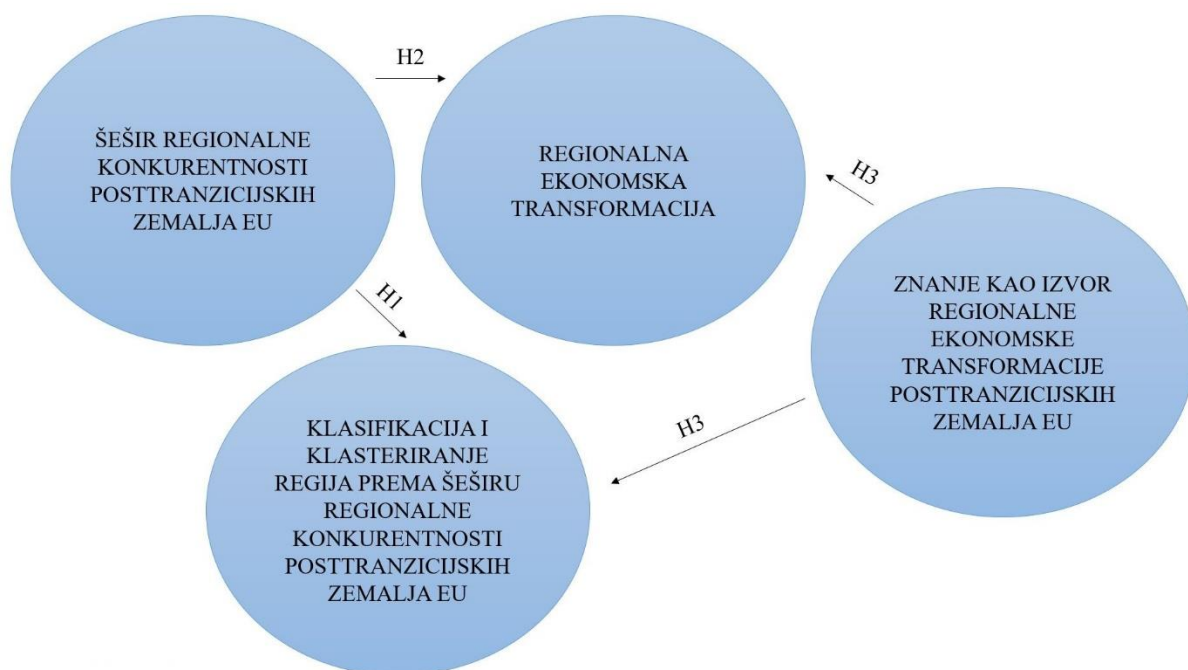 H2
ŠEŠIR REGIONALNE
KONKURENTNOSTI
POSTTRANZICIJSKIH
ZEMALJA EU
REGIONALNA
EKONOMSKA
TRANSFORMACIJA
H3
ZNANJE KAO IZVOR
REGIONALNE
EKONOMSKE
TRANSFORMACIJE
POSTTRANZICIJSKIH
ZEMALJA EU
H1
H3
KLASIFIKACIJA I
KLASTERIRANJE
REGIJA PREMA ŠEŠIRU
REGIONALNE
KONKURENTNOSTI
POSTTRANZICIJSKIH
ZEMALJA EU